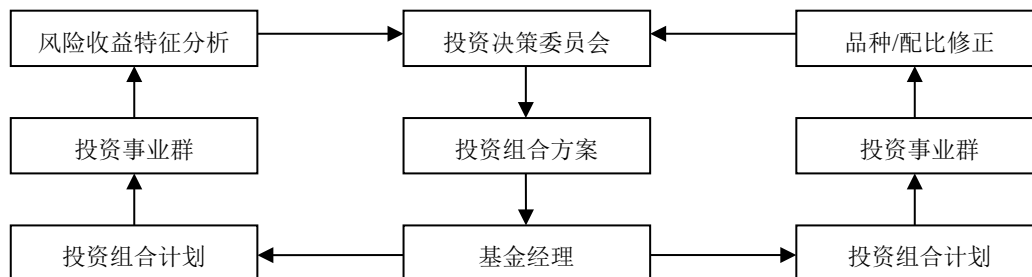 风险收益特征分析
投资决策委员会
品种/配比修正
投资事业群
投资组合方案
投资事业群
投资组合计划
基金经理
投资组合计划